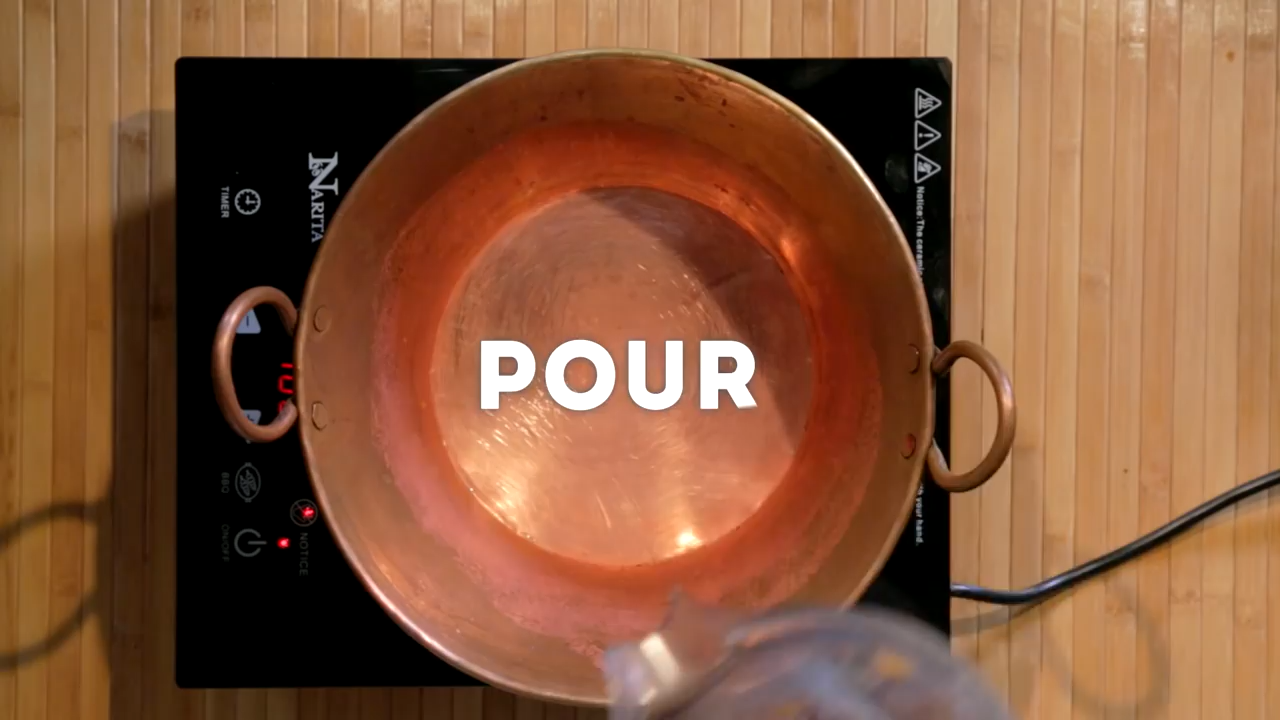 POUR
NARITA
TIMER
Notice: The ceramic
h your hand.
BBQ
ON/OFF
NOTICE